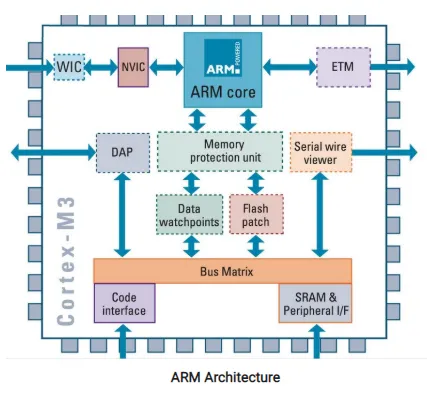 POWERED
ARM
WIC
NVIC
ARM core
ETM
DAP
Memory
protection unit
Serial wire
viewer
Data
watchpoints
Flash
patch
Cortex-M3
Bus Matrix
Code
interface
SRAM &
Peripheral I/F
ARM Architecture